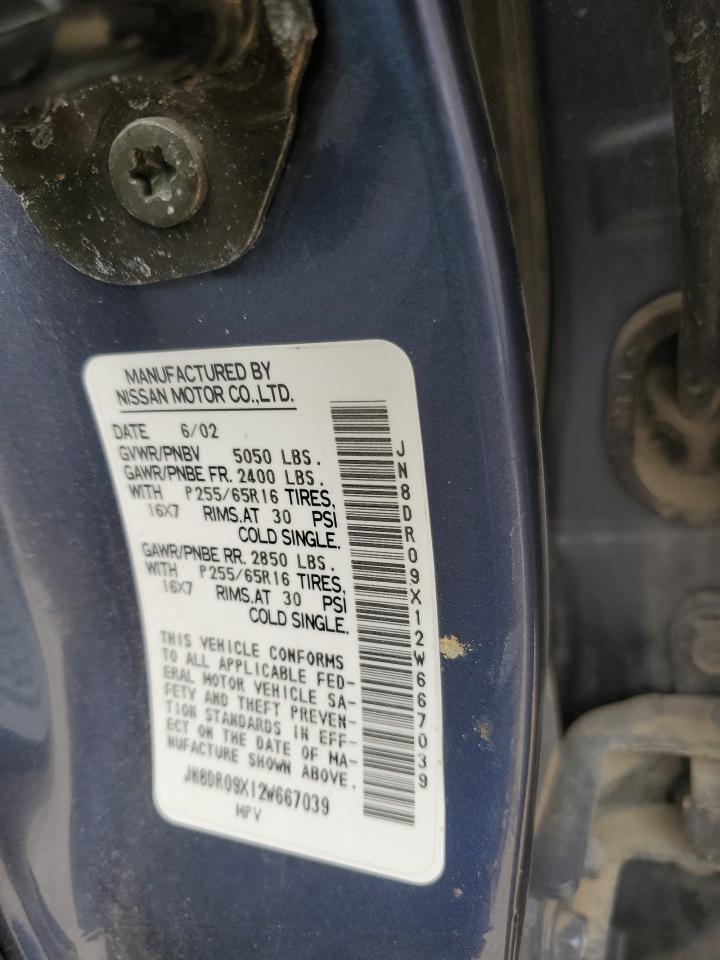 MANUFACTURED BY
NISSAN MOTOR CO.,LTD.
DATE 6/02
GVWR/PNBV 5050 LBS.
GAWR/PNBE FR. 2400 LBS.
WITH P255/65R16 TIRES,
16X7 RIMS.AT 30 PSI
COLD SINGLE.
GAWR/PNBE RR. 2850 LBS.
WITH P255/65R16 TIRES,
16X7 RIMS.AT 30 PSI
COLD SINGLE.
THIS VEHICLE CONFORMS
TO ALL APPLICABLE FED-
ERAL MOTOR VEHICLE SA-
FETY AND THEFT PREVEN-
TION STANDARDS IN EFF-
ECT ON THE DATE OF MA-
NUFACTURE SHOWN ABOVE.
JN8DR09X12W667039
MPV
JN8DR09X12W667039